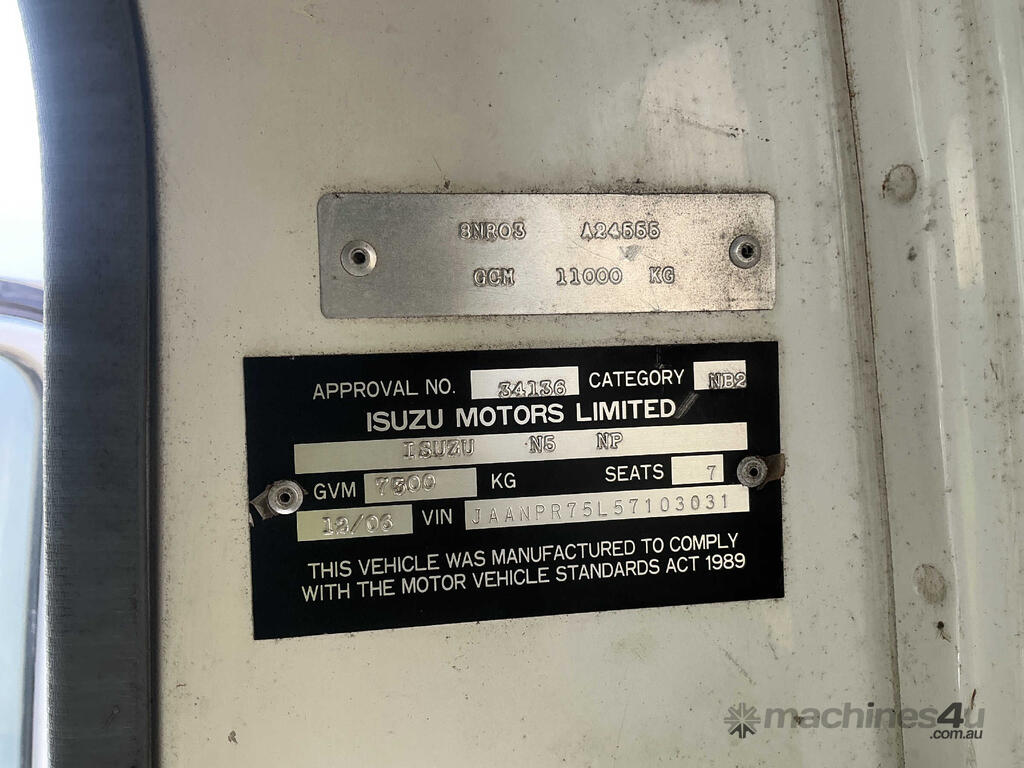 8NR03 A24555
GCM 11000 KG
APPROVAL NO. 34136 CATEGORY NB2
ISUZU MOTORS LIMITED
ISUZU N5 NP
GVM 7500 KG SEATS 7
12/06 VIN JAANPR75L57103031
THIS VEHICLE WAS MANUFACTURED TO COMPLY
WITH THE MOTOR VEHICLE STANDARDS ACT 1989
machines4u
.com.au